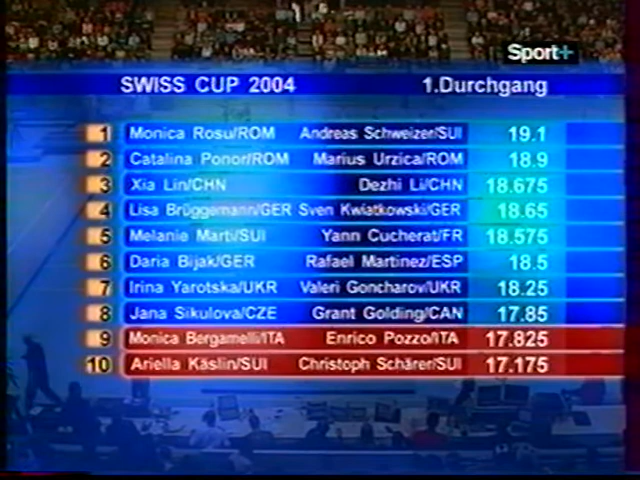 Sport+
SWISS CUP 2004 1.Durchgang
1 Monica Rosu/ROM Andreas Schweizer/SUI 19.1
2 Catalina Ponor/ROM Marius Urzica/ROM 18.9
3 Xia Lin/CHN Dezhi Li/CHN 18.675
4 Lisa Brüggemann/GER Sven Kwiatkowski/GER 18.65
5 Melanie Marti/SUI Yann Cucherat/FR 18.575
6 Daria Bijak/GER Rafael Martinez/ESP 18.5
7 Irina Yarotska/UKR Valeri Goncharov/UKR 18.25
8 Jana Sikulova/CZE Grant Golding/CAN 17.85
9 Monica Bergamelli/ITA Enrico Pozzo/ITA 17.825
10 Ariella Käslin/SUI Christoph Schärer/SUI 17.175